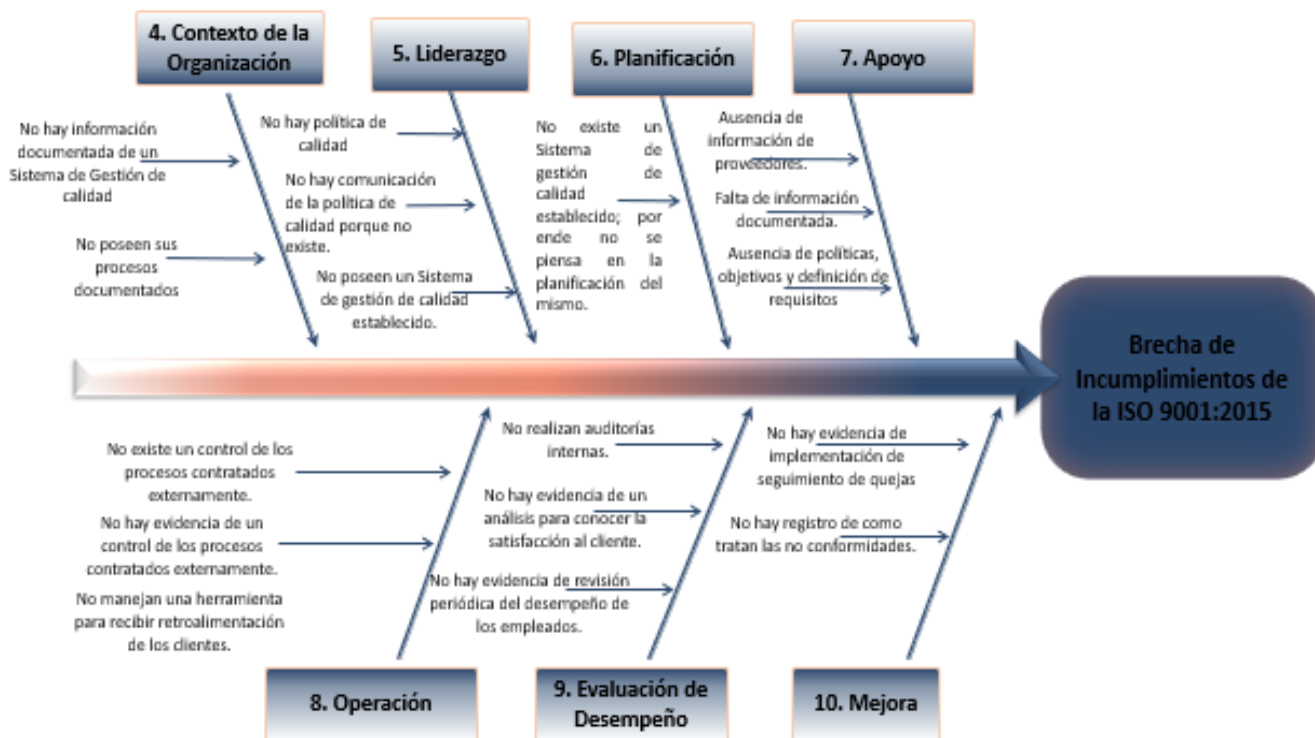 4. Contexto de la
Organización
5. Liderazgo
6. Planificación
7. Apoyo
No hay información
documentada de un
Sistema de Gestión de
calidad
No poseen sus
procesos
documentados
No hay política de
calidad
No hay comunicación
de la política de
calidad porque no
existe.
No poseen un Sistema
de gestión de calidad
establecido.
No existe un
Sistema de
gestión de
calidad
establecido; por
ende no se
piensa en la
planificación del
mismo.
Ausencia de
información de
proveedores.
Falta de información
documentada.
Ausencia de políticas,
objetivos y definición de
requisitos
Brecha de
Incumplimientos de
la ISO 9001:2015
No existe un control de los
procesos contratados
externamente.
No hay evidencia de un
control de los procesos
contratados externamente.
No manejan una herramienta
para recibir retroalimentación
de los clientes.
No realizan auditorías
internas.
No hay evidencia de un
análisis para conocer la
satisfacción al cliente.
No hay evidencia de revisión
periódica del desempeño de
los empleados.
No hay evidencia de
implementación de
seguimiento de quejas
No hay registro de como
tratan las no conformidades.
8. Operación
9. Evaluación de
Desempeño
10. Mejora